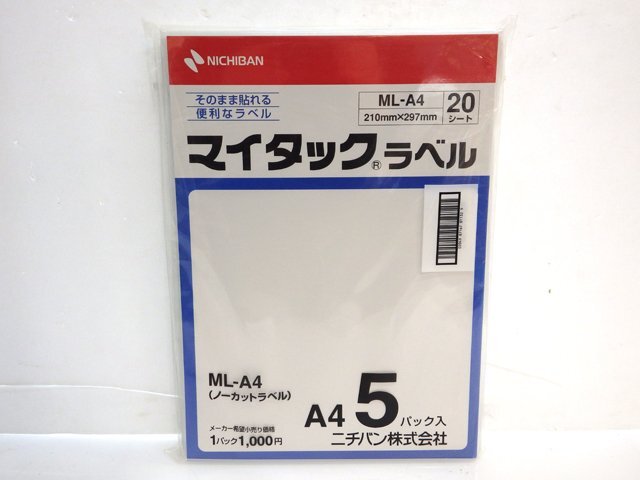 NICHIBAN
そのまま貼れる
便利なラベル
ML-A4
210mm×297mm
20
シート
マイタック®ラベル
ML-A4
(ノーカットラベル)
A4 5パック入
メーカー希望小売り価格
1パック1,000円
ニチバン株式会社